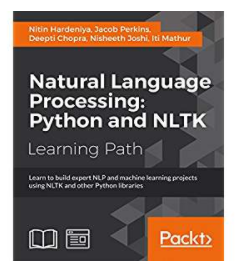 Nitin Hardeniya, Jacob Perkins,
Deepti Chopra, Nisheeth Joshi, Iti Mathur
Natural Language
Processing:
Python and NLTK
Learning Path
Learn to build expert NLP and machine learning projects
using NLTK and other Python libraries
Packt>